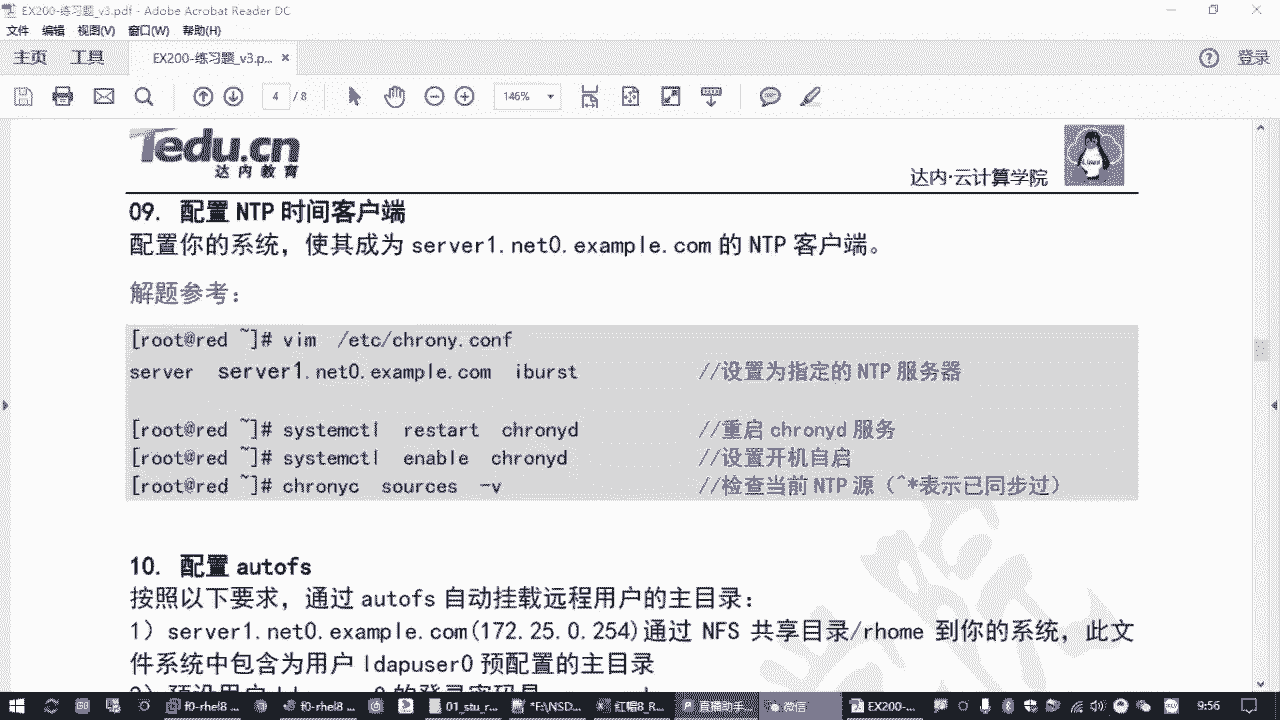 EX200-练习题_v3.pdf - Adobe Acrobat Reader DC
文件 编辑 视图(V) 窗口(W) 帮助(H)
主页 工具 EX200-练习题_v3.p... × 登录
4 / 8 146%
Tedu.cn
达内教育
达内·云计算学院
09. 配置 NTP 时间客户端
配置你的系统，使其成为 server1.net0.example.com 的 NTP 客户端。
解题参考：
[root@red ~]# vim /etc/chrony.conf
server server1.net0.example.com iburst //设置为指定的 NTP 服务器
[root@red ~]# systemctl restart chronyd //重启 chronyd 服务
[root@red ~]# systemctl enable chronyd //设置开机自启
[root@red ~]# chronyc sources -v //检查当前 NTP 源（^*表示已同步过）
10. 配置 autofs
按照以下要求，通过 autofs 自动挂载远程用户的主目录：
1）server1.net0.example.com(172.25.0.254)通过 NFS 共享目录/rhome 到你的系统，此文
件系统中包含为用户 ldapuser0 预配置的主目录
f0-rhel8 ... f0-rhel8 ... 01_stu_r... *E:\NSD... 红帽8_R... 直播助手... 微信 EX200-... 9:56